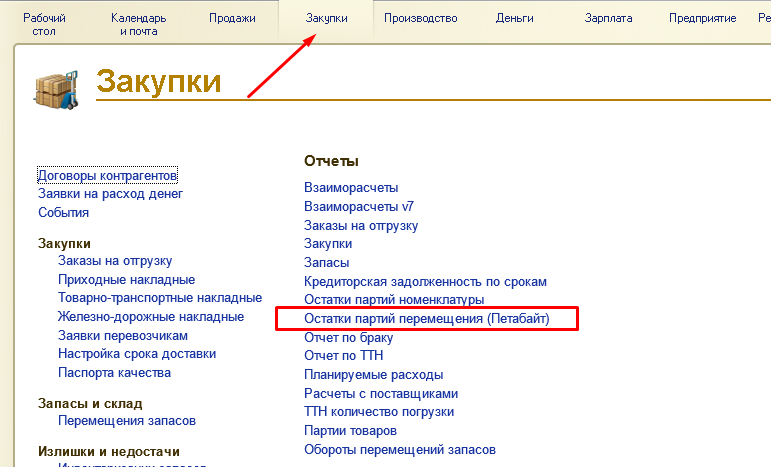 Рабочий
стол
Календарь
и почта
Продажи
Закупки
Производство
Деньги
Зарплата
Предприятие
Ре
Закупки
Договоры контрагентов
Заявки на расход денег
События
Закупки
Заказы на отгрузку
Приходные накладные
Товарно-транспортные накладные
Железно-дорожные накладные
Заявки перевозчикам
Настройка срока доставки
Паспорта качества
Запасы и склад
Перемещения запасов
Излишки и недостачи
Отчеты
Взаиморасчеты
Взаиморасчеты v7
Заказы на отгрузку
Закупки
Запасы
Кредиторская задолженность по срокам
Остатки партий номенклатуры
Остатки партий перемещения (Петабайт)
Отчет по браку
Отчет по ТТН
Планируемые расходы
Расчеты с поставщиками
ТТН количество погрузки
Партии товаров
Обороты перемещений запасов